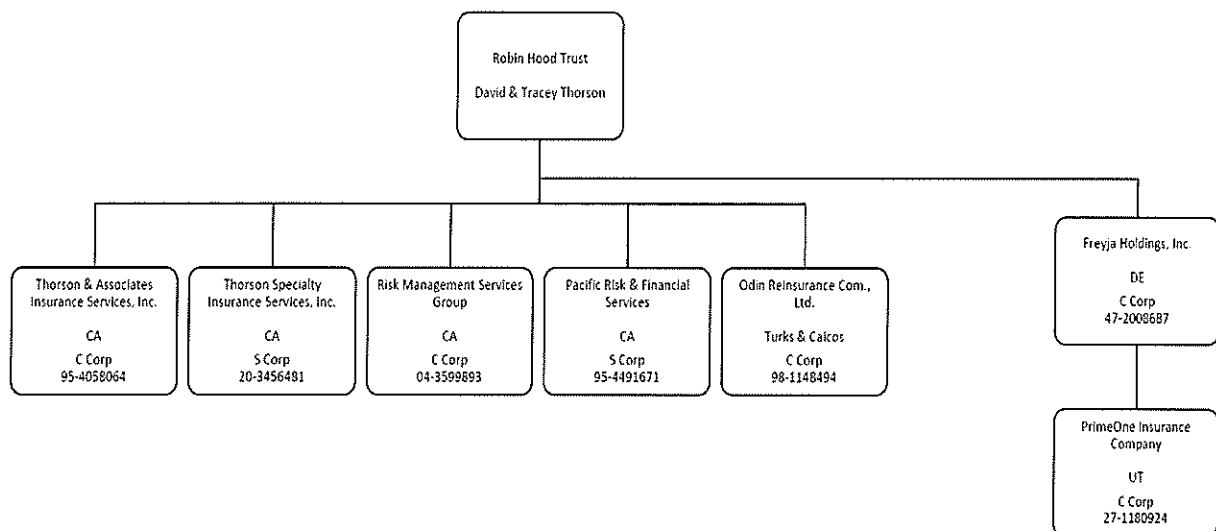 Robin Hood Trust
David & Tracey Thorson
Freyja Holdings, Inc.
DE
C Corp
47-2008687
Thorson & Associates
Insurance Services, Inc.
CA
C Corp
95-4058064
Thorson Specialty
Insurance Services, Inc.
CA
S Corp
20-3456481
Risk Management Services
Group
CA
C Corp
04-3599893
Pacific Risk & Financial
Services
CA
S Corp
95-4491671
Odin Reinsurance Com.,
Ltd.
Turks & Caicos
C Corp
98-1148494
PrimeOne Insurance
Company
UT
C Corp
27-1180924